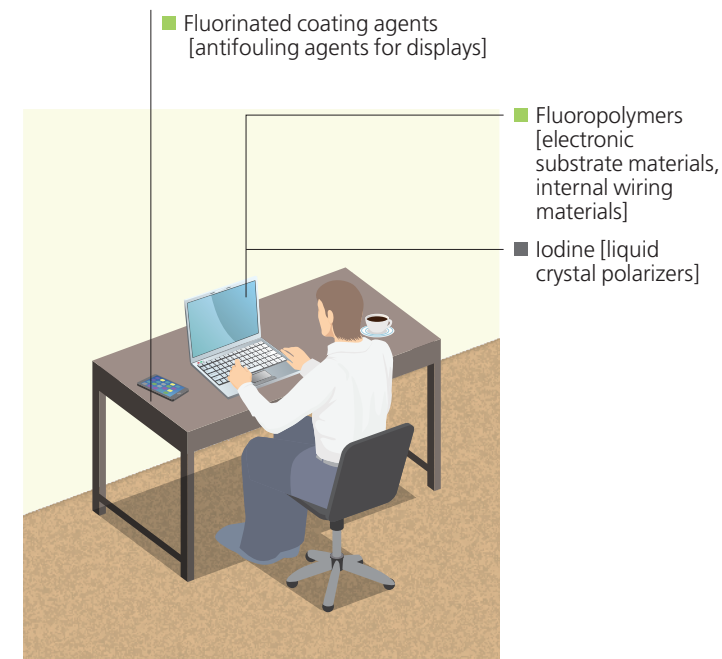 Fluorinated coating agents
[antifouling agents for displays]
Fluoropolymers
[electronic
substrate materials,
internal wiring
materials]
Iodine [liquid
crystal polarizers]